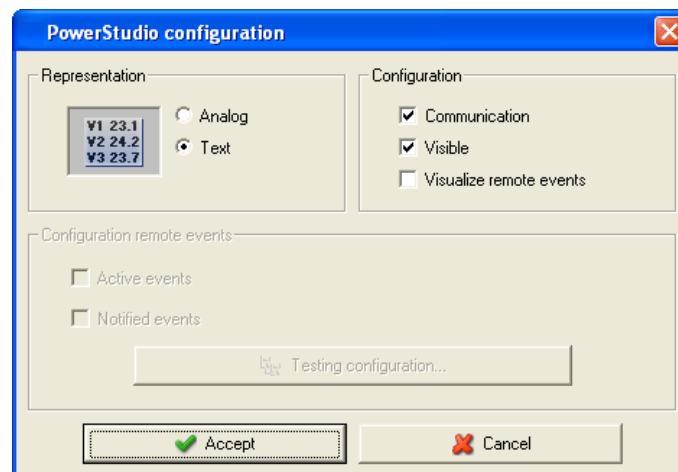 PowerStudio configuration
Representation
V1 23.1
V2 24.2
V3 23.7
Analog
Text
Configuration
Communication
Visible
Visualize remote events
Configuration remote events
Active events
Notified events
Testing configuration...
Accept
Cancel